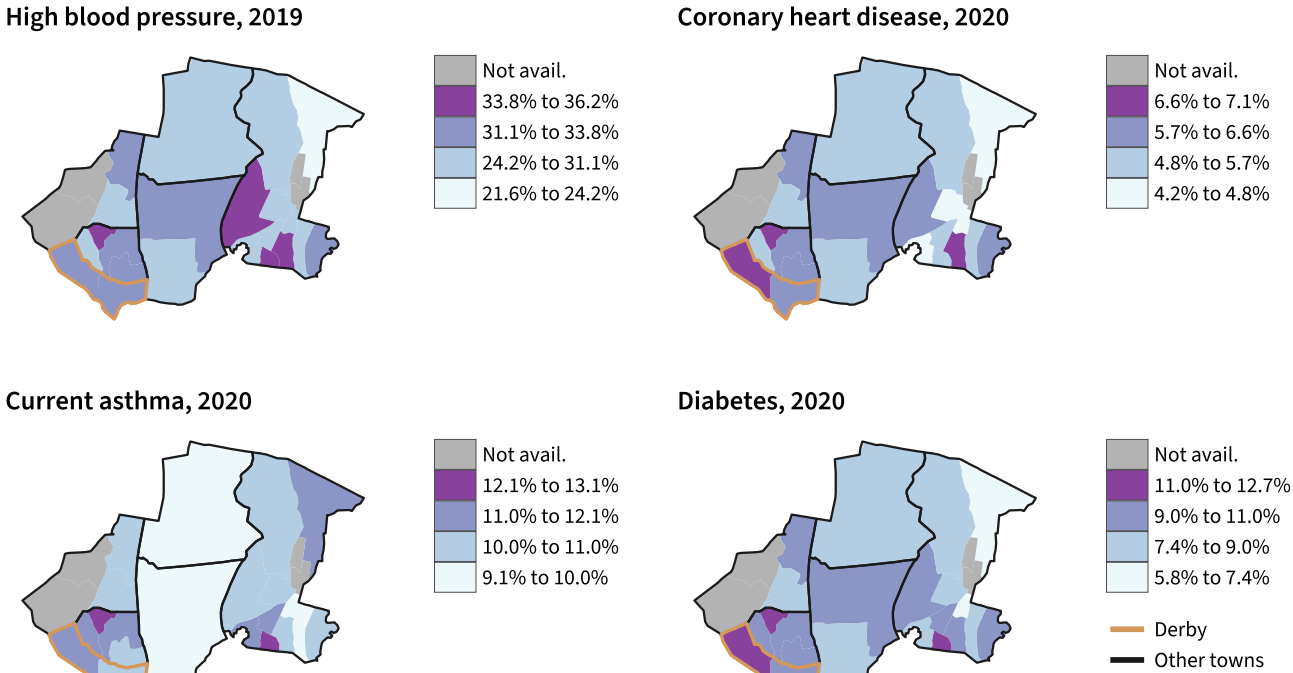 High blood pressure, 2019
Not avail.
33.8% to 36.2%
31.1% to 33.8%
24.2% to 31.1%
21.6% to 24.2%
Coronary heart disease, 2020
Not avail.
6.6% to 7.1%
5.7% to 6.6%
4.8% to 5.7%
4.2% to 4.8%
Current asthma, 2020
Not avail.
12.1% to 13.1%
11.0% to 12.1%
10.0% to 11.0%
9.1% to 10.0%
Diabetes, 2020
Not avail.
11.0% to 12.7%
9.0% to 11.0%
7.4% to 9.0%
5.8% to 7.4%
Derby
Other towns